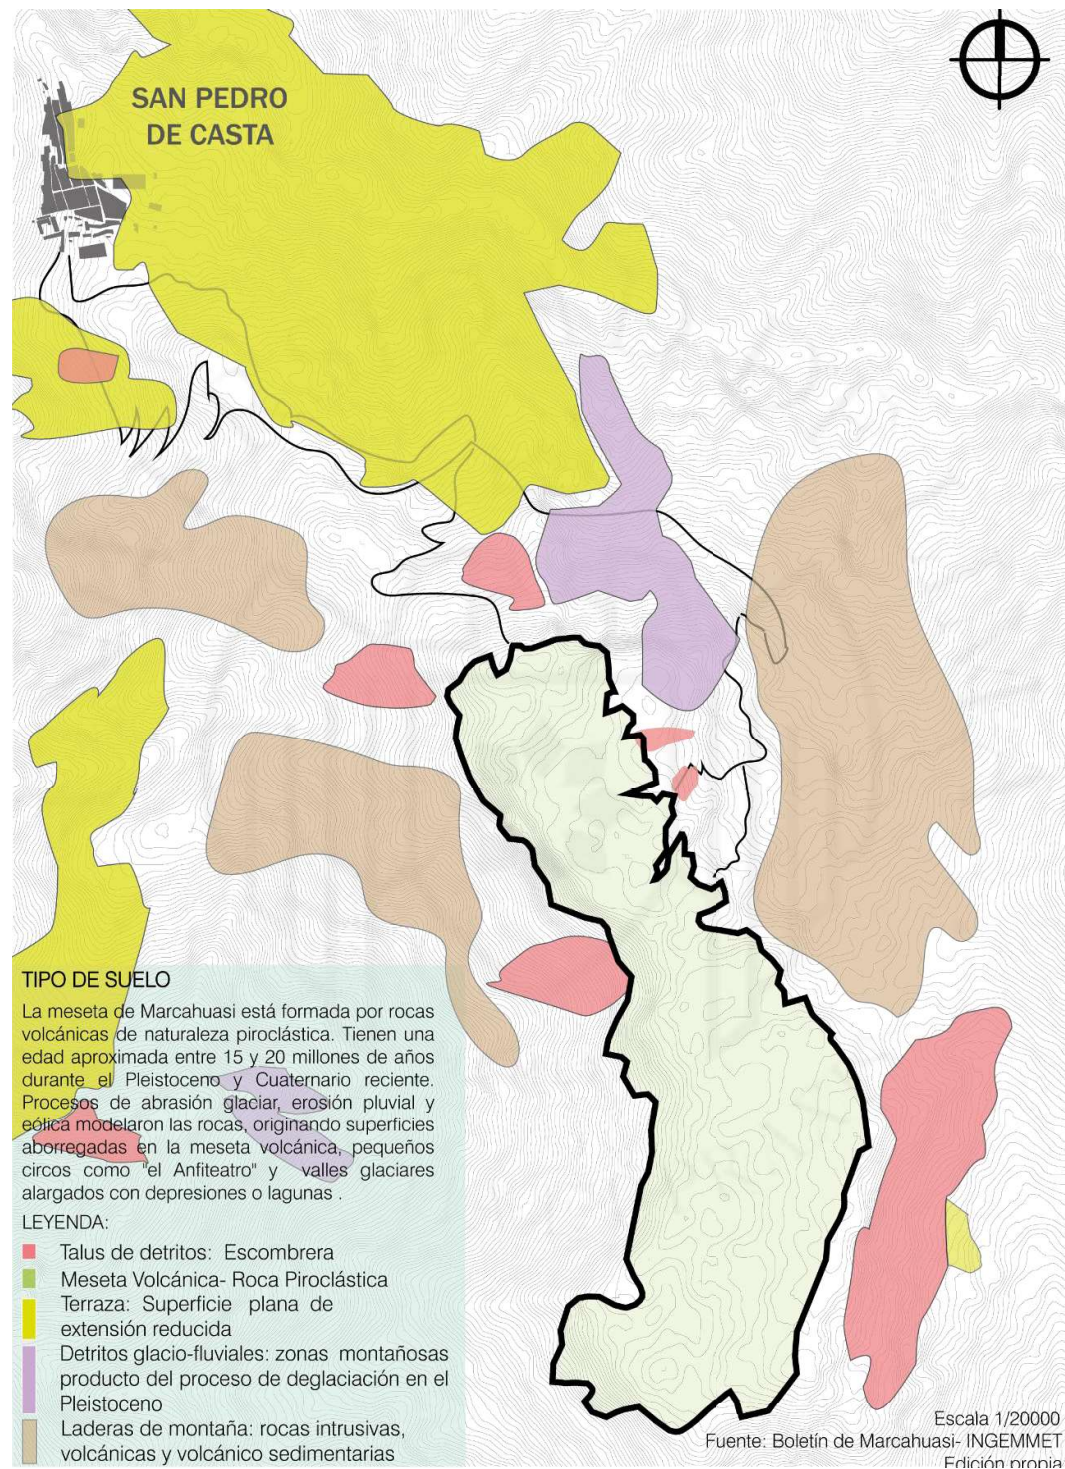 SAN PEDRO
DE CASTA
TIPO DE SUELO
La meseta de Marcahuasi está formada por rocas
volcánicas de naturaleza piroclástica. Tienen una
edad aproximada entre 15 y 20 millones de años
durante el Pleistoceno y Cuaternario reciente.
Procesos de abrasión glaciar, erosión pluvial y
eólica modelaron las rocas, originando superficies
aborregadas en la meseta volcánica, pequeños
circos como "el Anfiteatro" y valles glaciares
alargados con depresiones o lagunas .
LEYENDA:
Talus de detritos: Escombrera
Meseta Volcánica- Roca Piroclástica
Terraza: Superficie plana de
extensión reducida
Detritos glacio-fluviales: zonas montañosas
producto del proceso de deglaciación en el
Pleistoceno
Laderas de montaña: rocas intrusivas,
volcánicas y volcánico sedimentarias
Escala 1/20000
Fuente: Boletín de Marcahuasi- INGEMMET
Edición propia